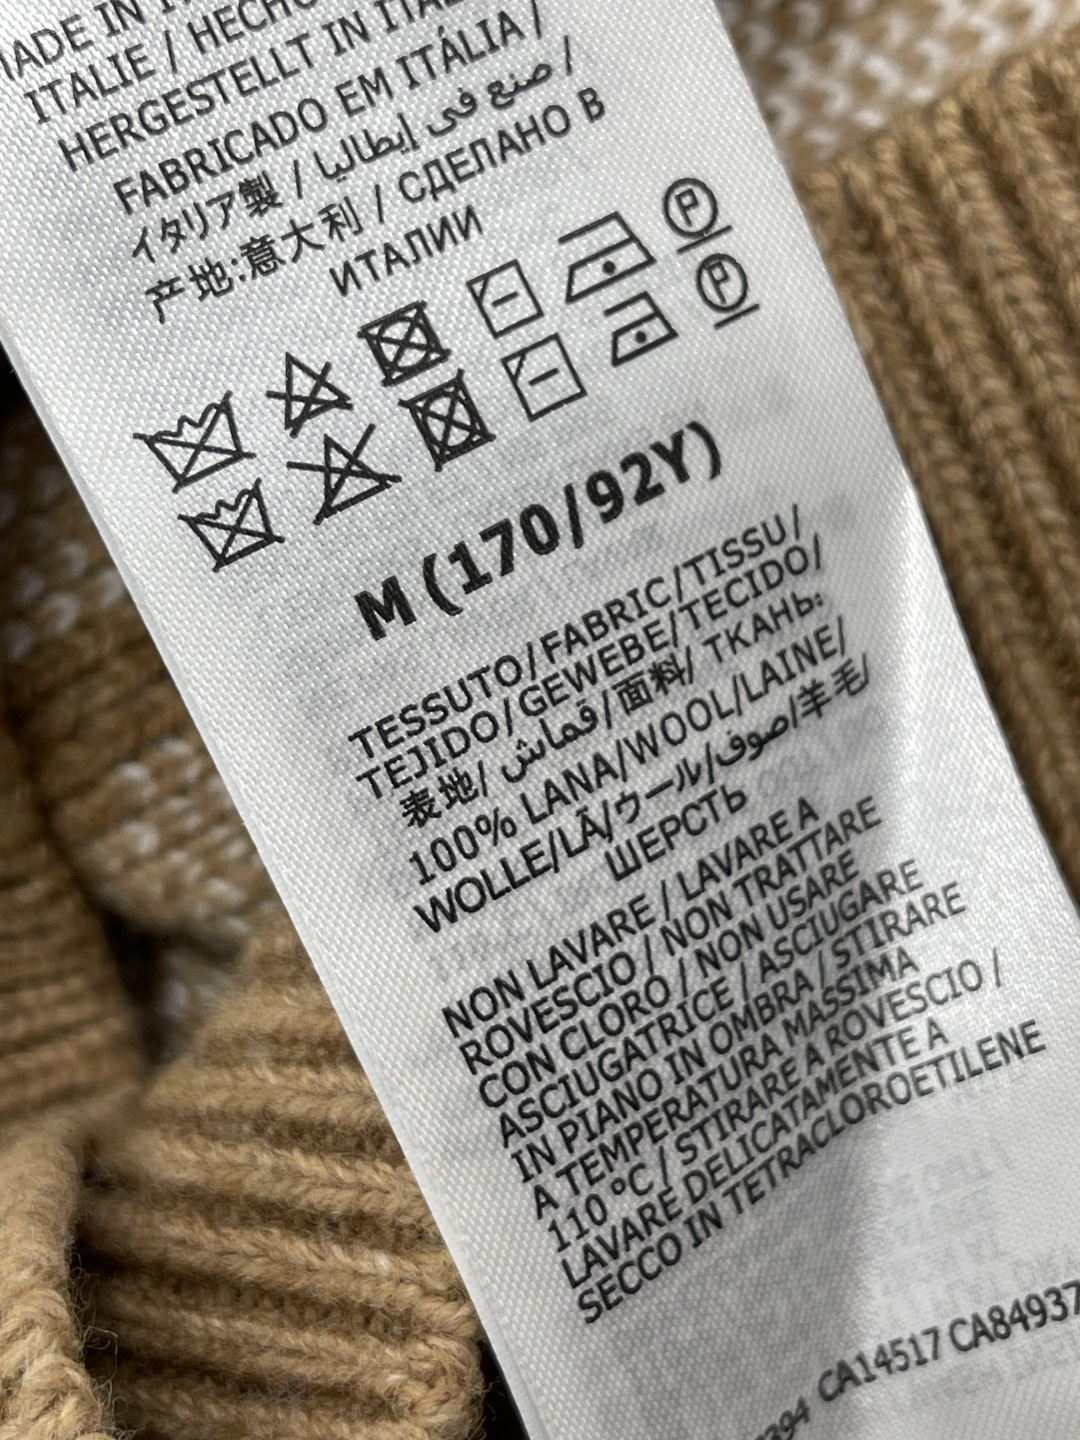 MADE IN
ITALIE / HECHO
HERGESTELLT IN
FABRICADO EM ITÁLIA /
イタリア製 / صنع في إيطاليا /
产地:意大利 / СДЕЛАНО В
ИТАЛИИ
P
P
M (170/92Y)
TESSUTO/FABRIC/TISSU/
TEJIDO/GEWEBE/TECIDO/
表地/ قماش/面料/ ТКАНЬ:
100% LANA/WOOL/LAINE/
WOLLE/LÃ/ウール/صوف/羊毛/
ШЕРСТЬ
NON LAVARE / LAVARE A
ROVESCIO / NON TRATTARE
CON CLORO / NON USARE
ASCIUGATRICE / ASCIUGARE
IN PIANO IN OMBRA / STIRARE
A TEMPERATURA MASSIMA
110 °C / STIRARE A ROVESCIO /
LAVARE DELICATAMENTE A
SECCO IN TETRACLOROETILENE
CA14517 CA84937